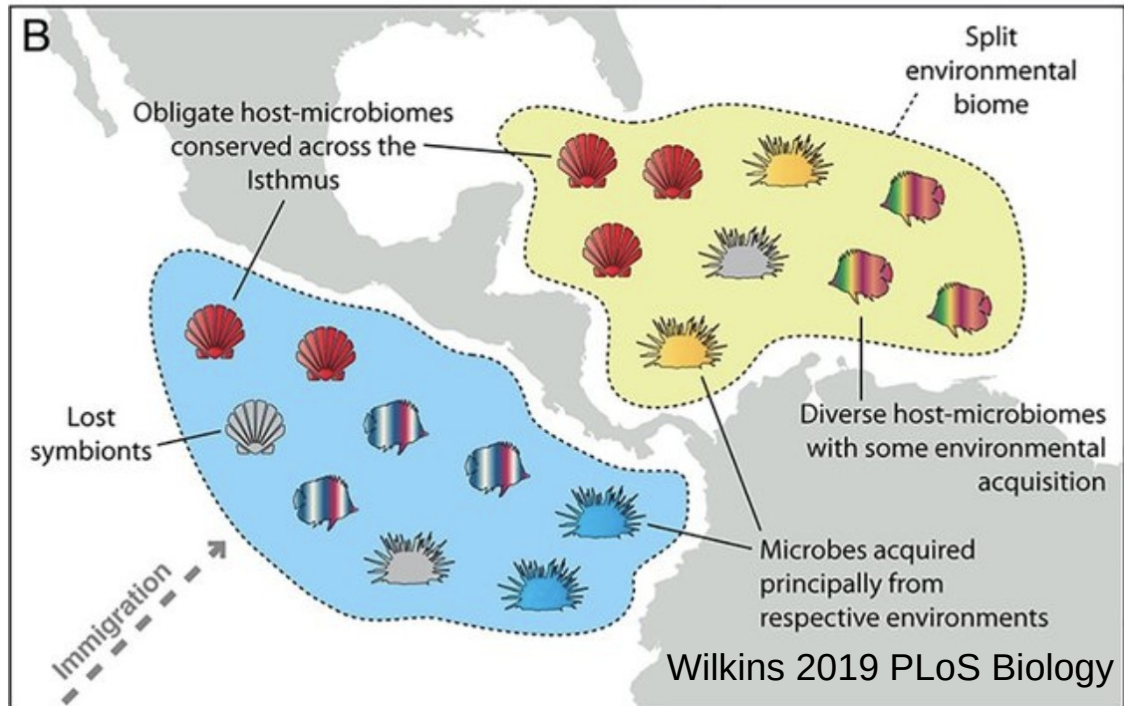 B
Split
environmental
biome
Obligate host-microbiomes
conserved across the
Isthmus
Lost
symbionts
Diverse host-microbiomes
with some environmental
acquisition
Microbes acquired
principally from
respective environments
Immigration
Wilkins 2019 PLoS Biology